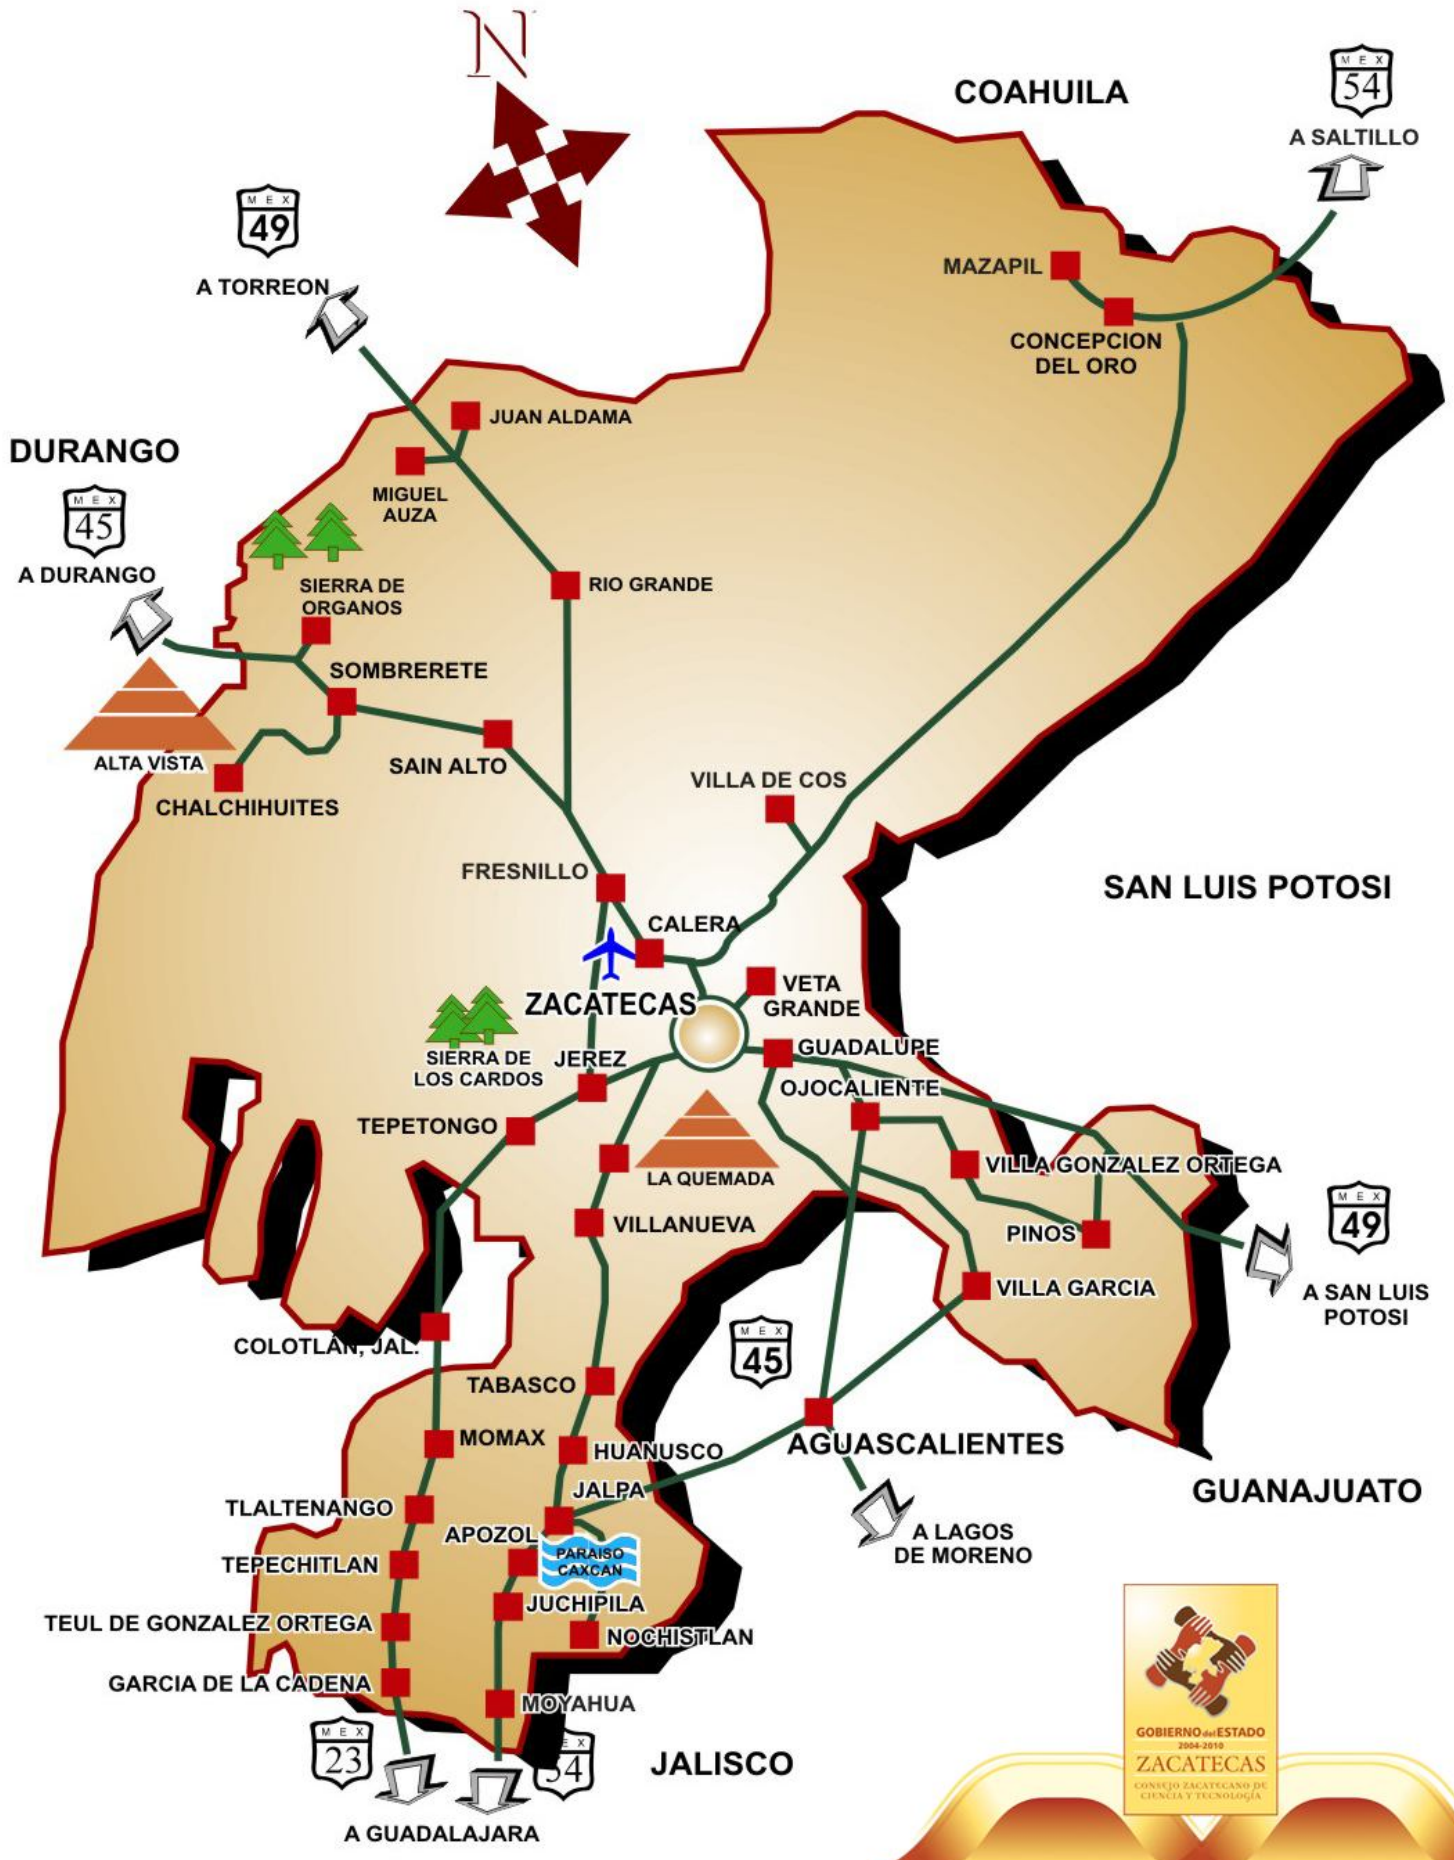 N
COAHUILA
MEX
54
A SALTILLO
MEX
49
A TORREON
MAZAPIL
CONCEPCION
DEL ORO
JUAN ALDAMA
DURANGO
MEX
45
A DURANGO
MIGUEL
AUZA
SIERRA DE
ORGANOS
RIO GRANDE
SOMBRERETE
ALTA VISTA
SAIN ALTO
CHALCHIHUITES
VILLA DE COS
FRESNILLO
SAN LUIS POTOSI
CALERA
VETA
GRANDE
ZACATECAS
SIERRA DE
LOS CARDOS
JEREZ
GUADALUPE
OJOCALIENTE
TEPETONGO
LA QUEMADA
VILLA GONZALEZ ORTEGA
VILLANUEVA
PINOS
MEX
49
A SAN LUIS
POTOSI
VILLA GARCIA
COLOTLÁN, JAL.
MEX
45
TABASCO
MOMAX
HUANUSCO
AGUASCALIENTES
JALPA
GUANAJUATO
TLALTENANGO
APOZOL
A LAGOS
DE MORENO
PARAISO
CAXCAN
TEPECHITLAN
JUCHIPILA
TEUL DE GONZALEZ ORTEGA
NOCHISTLAN
GARCIA DE LA CADENA
MOYAHUA
MEX
23
EX
54
JALISCO
A GUADALAJARA
GOBIERNO del ESTADO
2004-2010
ZACATECAS
CONSEJO ZACATECANO DE
CIENCIA Y TECNOLOGÍA